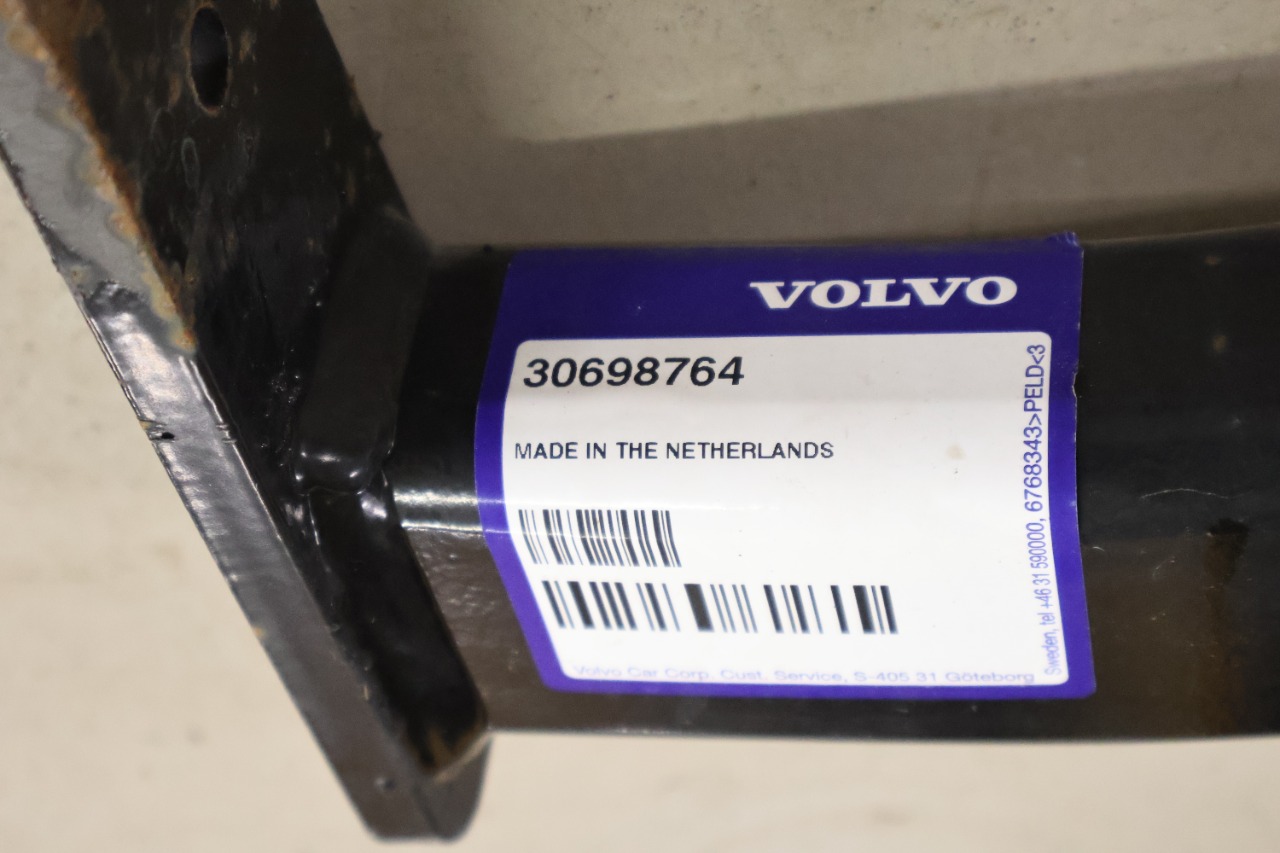 VOLVO
30698764
MADE IN THE NETHERLANDS
Volvo Car Corp. Cust. Service, S-405 31 Göteborg
Sweden, tel +46 31 590000, 6768343>PELD<3